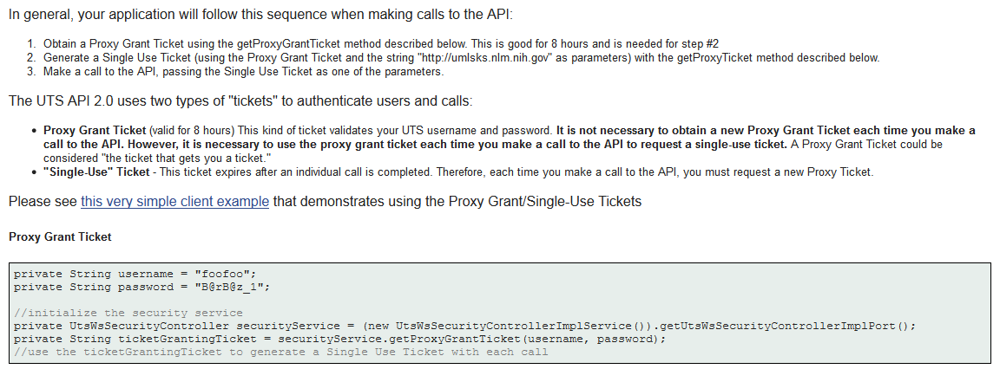 In general, your application will follow this sequence when making calls to the API:
1. Obtain a Proxy Grant Ticket using the getProxyGrantTicket method described below. This is good for 8 hours and is needed for step #2
2. Generate a Single Use Ticket (using the Proxy Grant Ticket and the string "http://umlsks.nlm.nih.gov" as parameters) with the getProxyTicket method described below.
3. Make a call to the API, passing the Single Use Ticket as one of the parameters.
The UTS API 2.0 uses two types of "tickets" to authenticate users and calls:
• Proxy Grant Ticket (valid for 8 hours) This kind of ticket validates your UTS username and password. It is not necessary to obtain a new Proxy Grant Ticket each time you make a
call to the API. However, it is necessary to use the proxy grant ticket each time you make a call to the API to request a single-use ticket. A Proxy Grant Ticket could be
considered "the ticket that gets you a ticket."
• "Single-Use" Ticket - This ticket expires after an individual call is completed. Therefore, each time you make a call to the API, you must request a new Proxy Ticket.
Please see this very simple client example that demonstrates using the Proxy Grant/Single-Use Tickets
Proxy Grant Ticket
private String username = "foofoo";
private String password = "B@rB@z_1";
//initialize the security service
private UtsWsSecurityController securityService = (new UtsWsSecurityControllerImplService()).getUtsWsSecurityControllerImplPort();
private String ticketGrantingTicket = securityService.getProxyGrantTicket(username, password);
//use the ticketGrantingTicket to generate a Single Use Ticket with each call